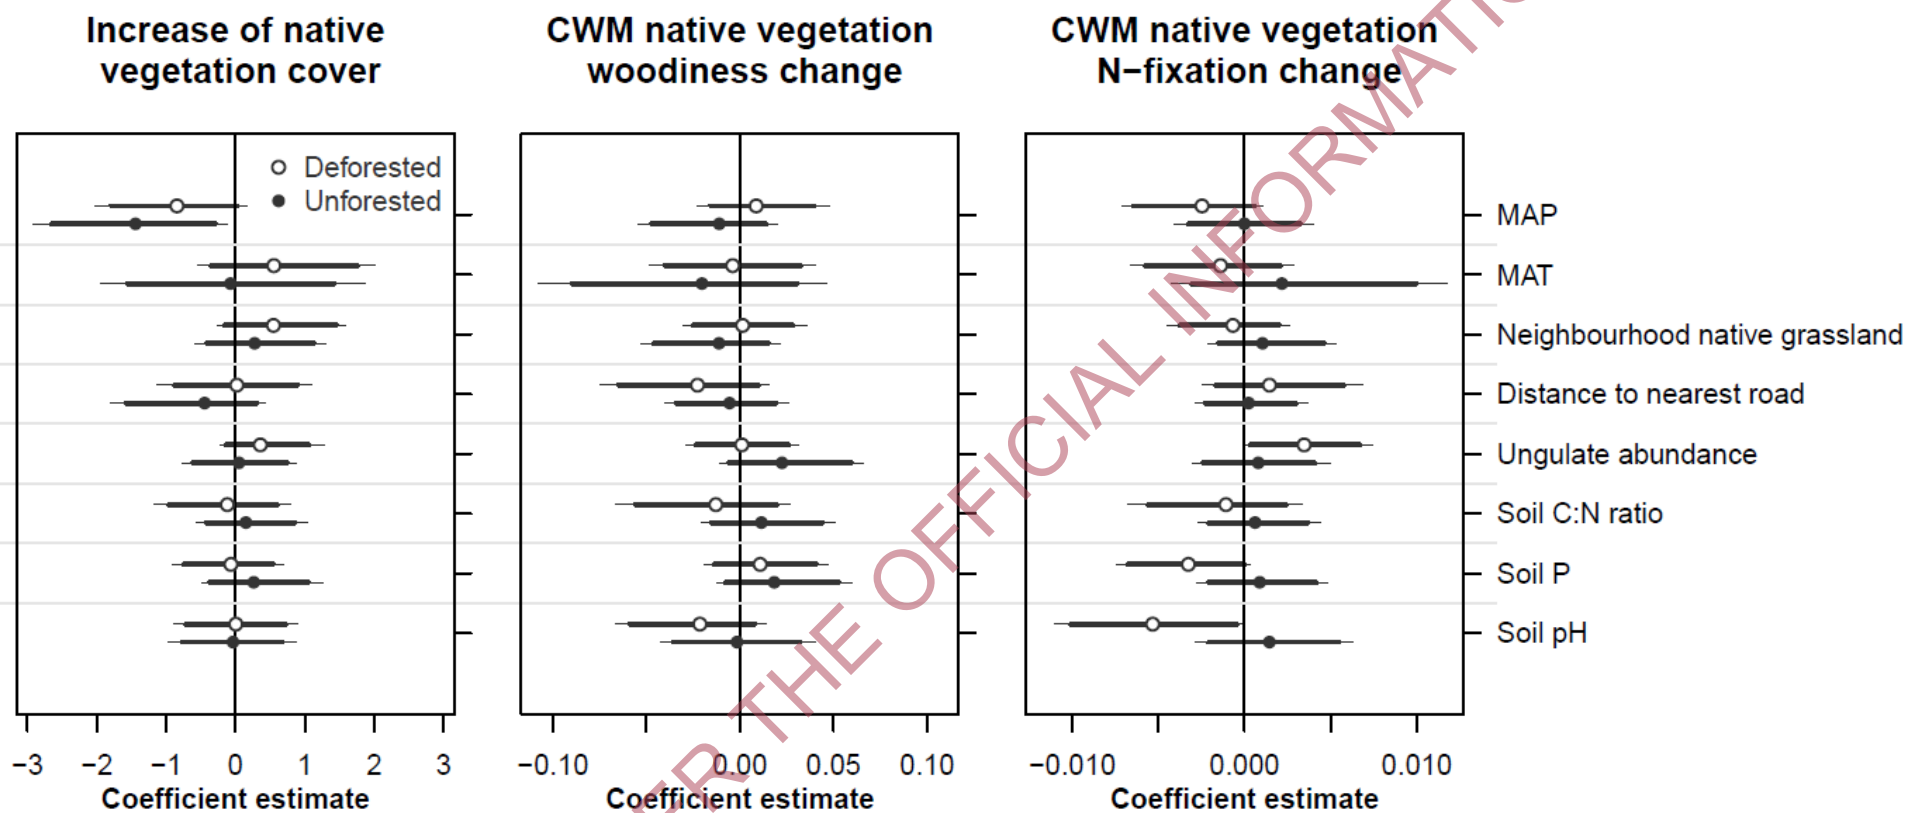 Increase of native
vegetation cover
CWM native vegetation
woodiness change
CWM native vegetation
N−fixation change
Deforested
Unforested
MAP
MAT
Neighbourhood native grassland
Distance to nearest road
Ungulate abundance
Soil C:N ratio
Soil P
Soil pH
−3 −2 −1 0 1 2 3
Coefficient estimate
−0.10 0.00 0.05 0.10
Coefficient estimate
−0.010 0.000 0.010
Coefficient estimate
ER THE OFFICIAL INFORMATIO